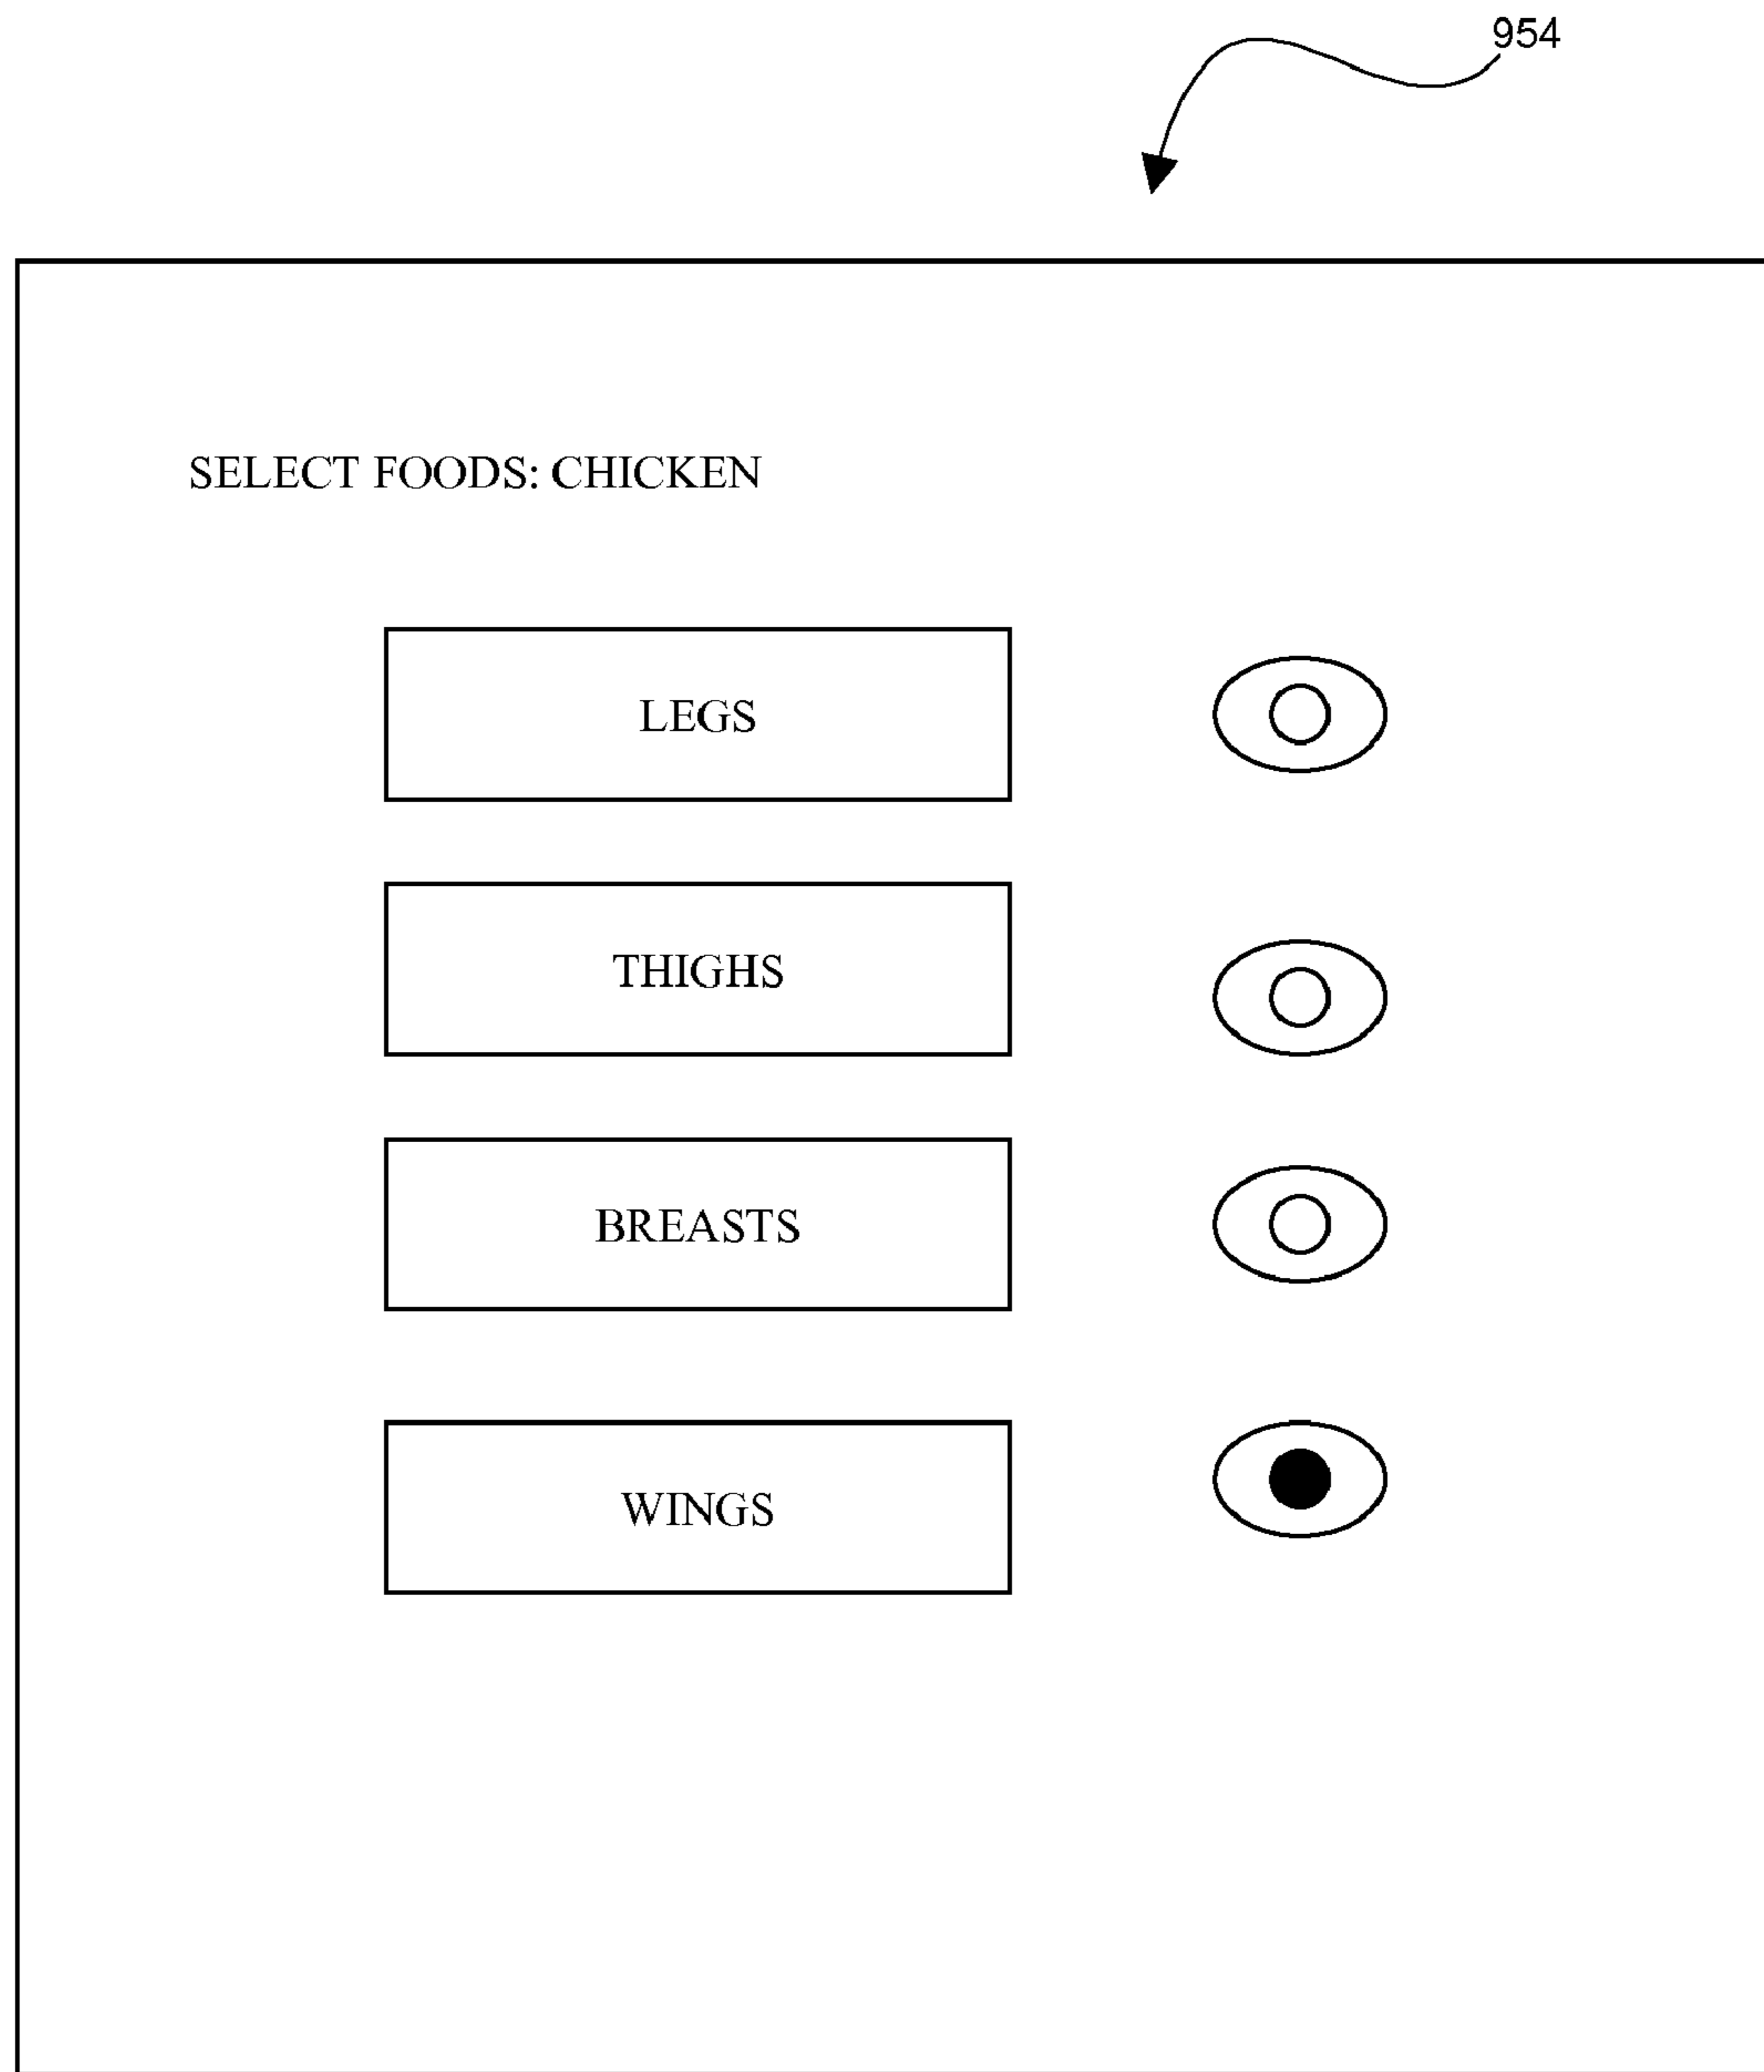 954
SELECT FOODS: CHICKEN
LEGS
THIGHS
BREASTS
WINGS